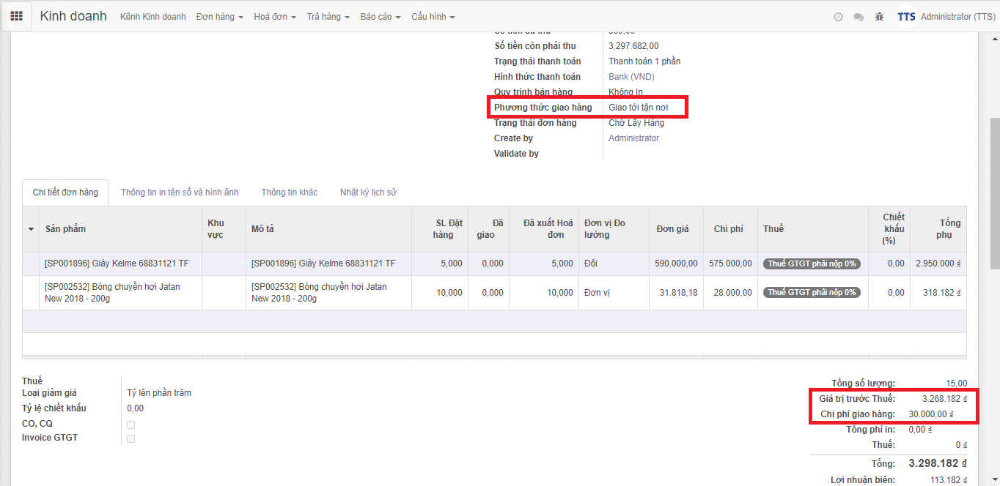 Kinh doanh Kênh Kinh doanh Đơn hàng Hoá đơn Trả hàng Báo cáo Cấu hình TTS Administrator (TTS)
Số tiền còn phải thu 3.297.682,00
Trạng thái thanh toán Thanh toán 1 phần
Hình thức thanh toán Bank (VND)
Quy trình bán hàng Không In
Phương thức giao hàng Giao tới tận nơi
Trạng thái đơn hàng Chờ Lấy Hàng
Create by Administrator
Validate by
Chi tiết đơn hàng Thông tin in tên số và hình ảnh Thông tin khác Nhật ký lịch sử
Sản phẩm Khu vực Mô tả SL Đặt hàng Đã giao Đã xuất Hoá đơn Đơn vị Đo lường Đơn giá Chi phí Thuế Chiết khấu (%) Tổng phụ
[SP001896] Giày Kelme 68831121 TF [SP001896] Giày Kelme 68831121 TF 5,000 0,000 5,000 Đôi 590.000,00 575.000,00 Thuế GTGT phải nộp 0% 0,00 2.950.000 ₫
[SP002532] Bóng chuyền hơi Jatan New 2018 - 200g [SP002532] Bóng chuyền hơi Jatan New 2018 - 200g 10,000 0,000 10,000 Đơn vị 31.818,18 28.000,00 Thuế GTGT phải nộp 0% 0,00 318.182 ₫
Thuế
Loại giảm giá Tỷ lên phần trăm
Tỷ lệ chiết khấu 0,00
CO, CQ
Invoice GTGT
Tổng số lượng: 15,00
Giá trị trước Thuế: 3.268.182 ₫
Chi phí giao hàng: 30.000,00 ₫
Tổng phí in: 0,00 ₫
Thuế: 0 ₫
Tổng: 3.298.182 ₫
Lợi nhuận biên: 113.182 ₫